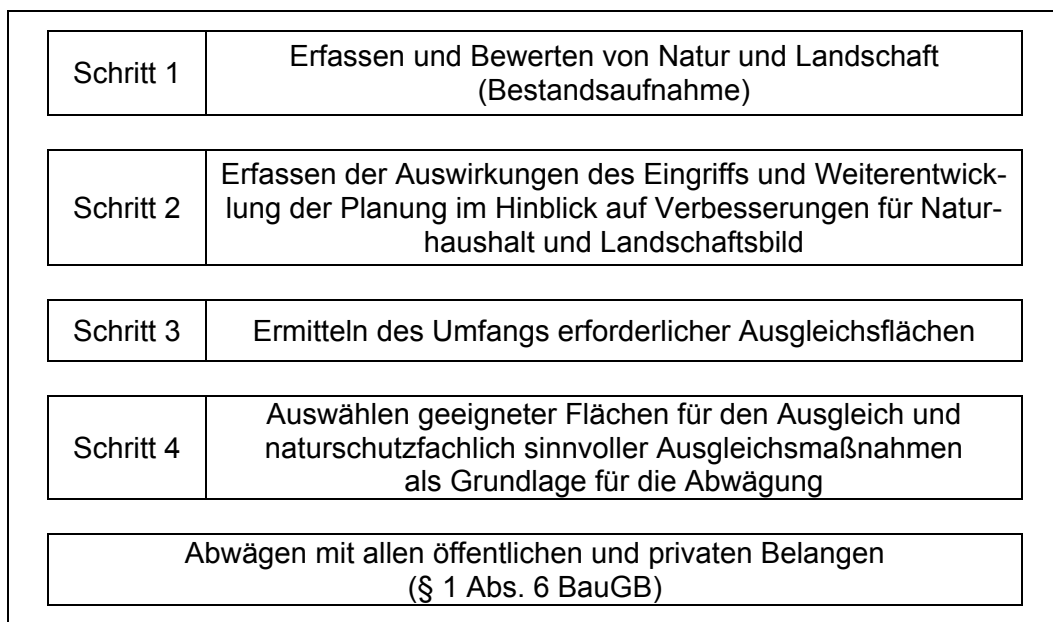 Schritt 1
Erfassen und Bewerten von Natur und Landschaft
(Bestandsaufnahme)
Schritt 2
Erfassen der Auswirkungen des Eingriffs und Weiterentwick-
lung der Planung im Hinblick auf Verbesserungen für Natur-
haushalt und Landschaftsbild
Schritt 3
Ermitteln des Umfangs erforderlicher Ausgleichsflächen
Schritt 4
Auswählen geeigneter Flächen für den Ausgleich und
naturschutzfachlich sinnvoller Ausgleichsmaßnahmen
als Grundlage für die Abwägung
Abwägen mit allen öffentlichen und privaten Belangen
(§ 1 Abs. 6 BauGB)